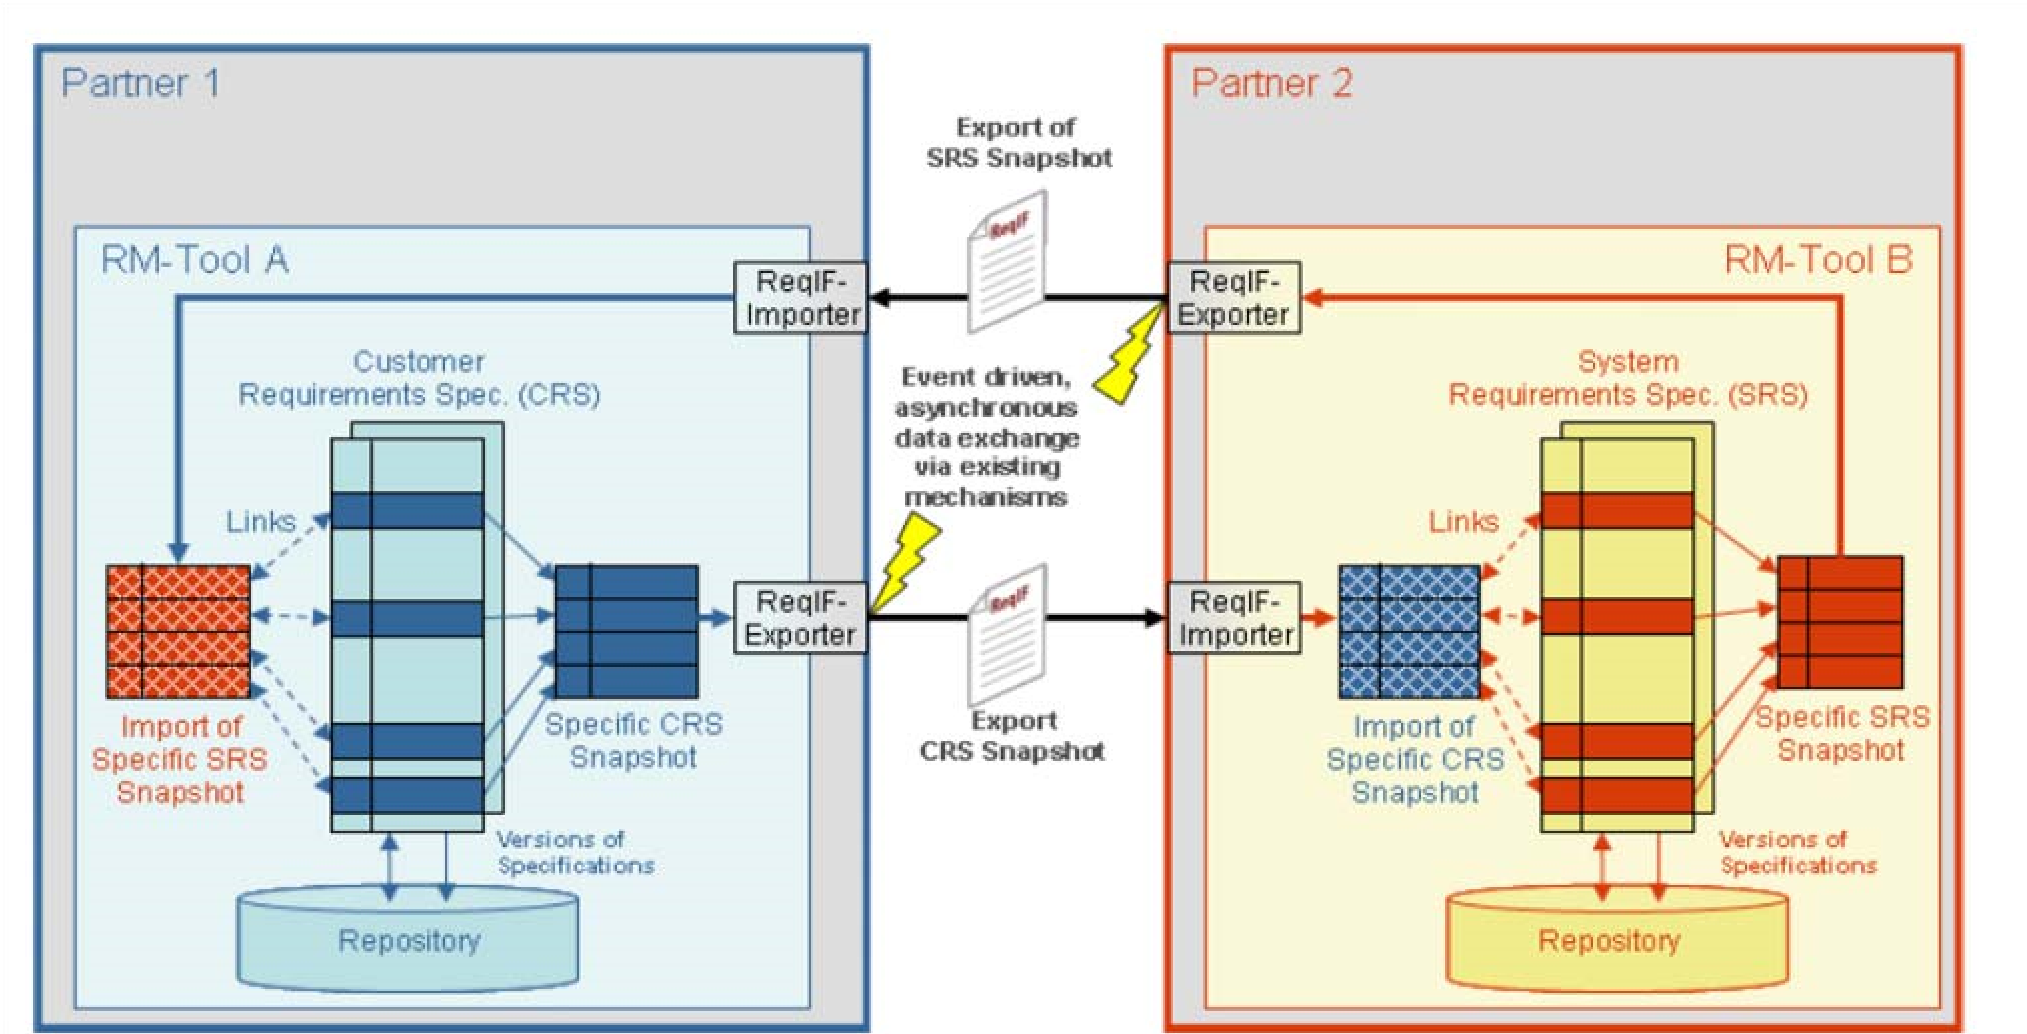 Partner 1
Partner 2
Export of
SRS Snapshot
ReqIF
RM-Tool A
RM-Tool B
ReqIF-
Importer
ReqIF-
Exporter
Customer
Requirements Spec. (CRS)
Event driven,
asynchronous
data exchange
via existing
mechanisms
System
Requirements Spec. (SRS)
Links
Links
ReqIF-
Exporter
ReqIF
ReqIF-
Importer
Import of
Specific SRS
Snapshot
Specific CRS
Snapshot
Export
CRS Snapshot
Import of
Specific CRS
Snapshot
Specific SRS
Snapshot
Versions of
Specifications
Versions of
Specifications
Repository
Repository